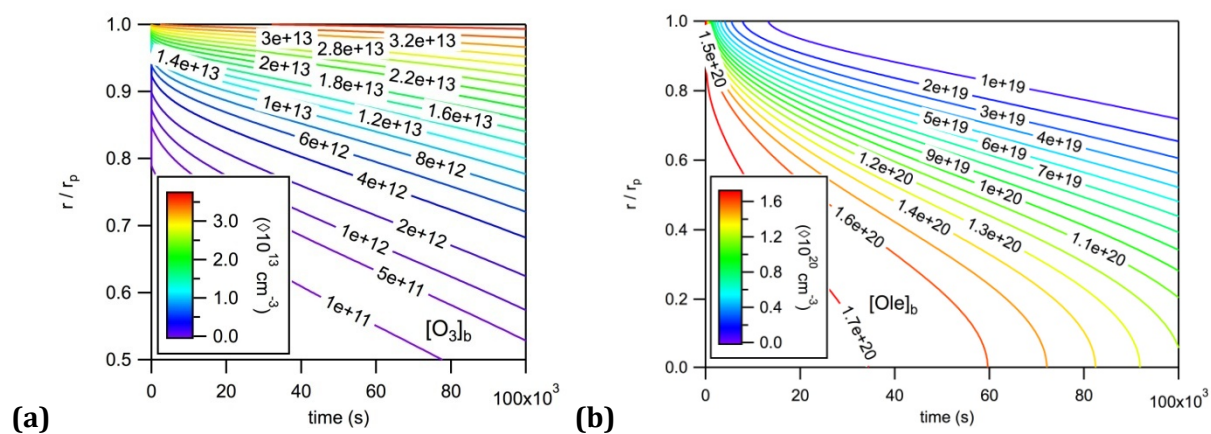 1.0
0.9
0.8
0.7
0.6
0.5
r / rp
3e+13
3.2e+13
2.8e+13
1.4e+13
2e+13
2.2e+13
1.8e+13
1.6e+13
1e+13
1.2e+13
6e+12
8e+12
4e+12
2e+12
1e+12
5e+11
1e+11
3.0
2.0
1.0
0.0
(◊10^13 cm^-3)
[O3]b
0 20 40 60 80 100x10^3
time (s)
(a)
1.0
0.8
0.6
0.4
0.2
0.0
r / rp
1.5e+20
1e+19
2e+19
3e+19
5e+19
4e+19
6e+19
9e+19
7e+19
1.2e+20
1e+20
1.4e+20
1.3e+20
1.1e+20
1.6e+20
1.7e+20
1.6
1.2
0.8
0.4
0.0
(◊10^20 cm^-3)
[Ole]b
0 20 40 60 80 100x10^3
time (s)
(b)